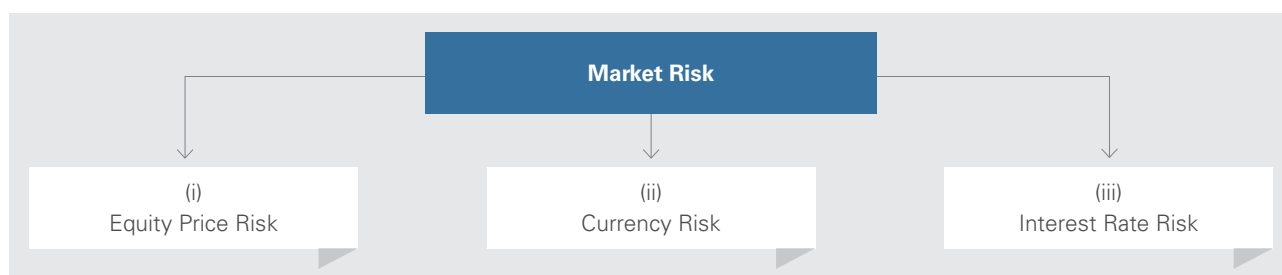 Market Risk
(i)
Equity Price Risk
(ii)
Currency Risk
(iii)
Interest Rate Risk